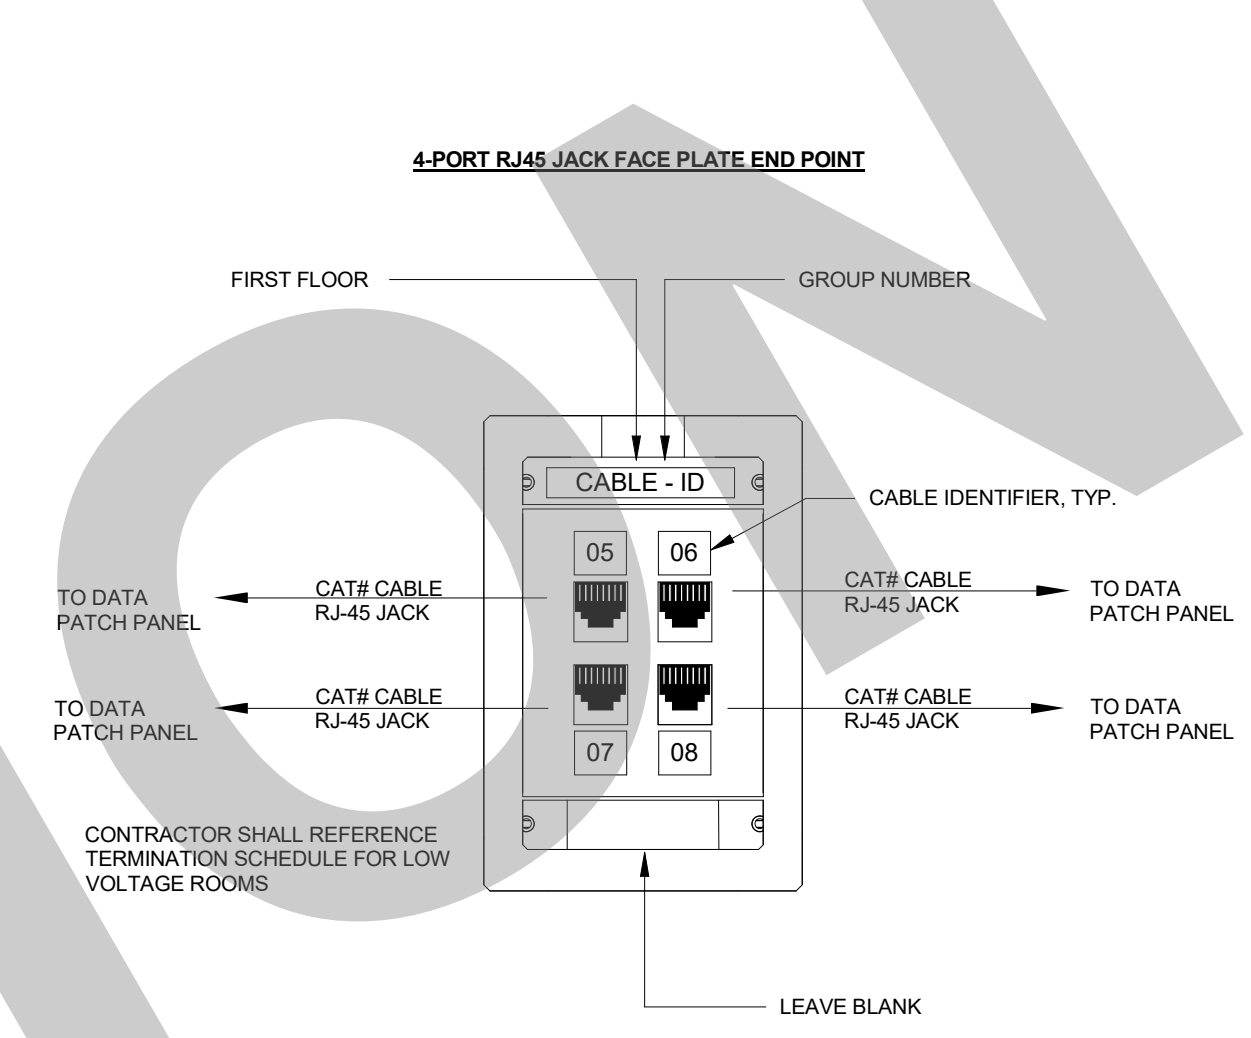 4-PORT RJ45 JACK FACE PLATE END POINT
FIRST FLOOR
GROUP NUMBER
CABLE - ID
CABLE IDENTIFIER, TYP.
05
06
TO DATA
PATCH PANEL
CAT# CABLE
RJ-45 JACK
CAT# CABLE
RJ-45 JACK
TO DATA
PATCH PANEL
TO DATA
PATCH PANEL
CAT# CABLE
RJ-45 JACK
CAT# CABLE
RJ-45 JACK
TO DATA
PATCH PANEL
07
08
CONTRACTOR SHALL REFERENCE
TERMINATION SCHEDULE FOR LOW
VOLTAGE ROOMS
LEAVE BLANK